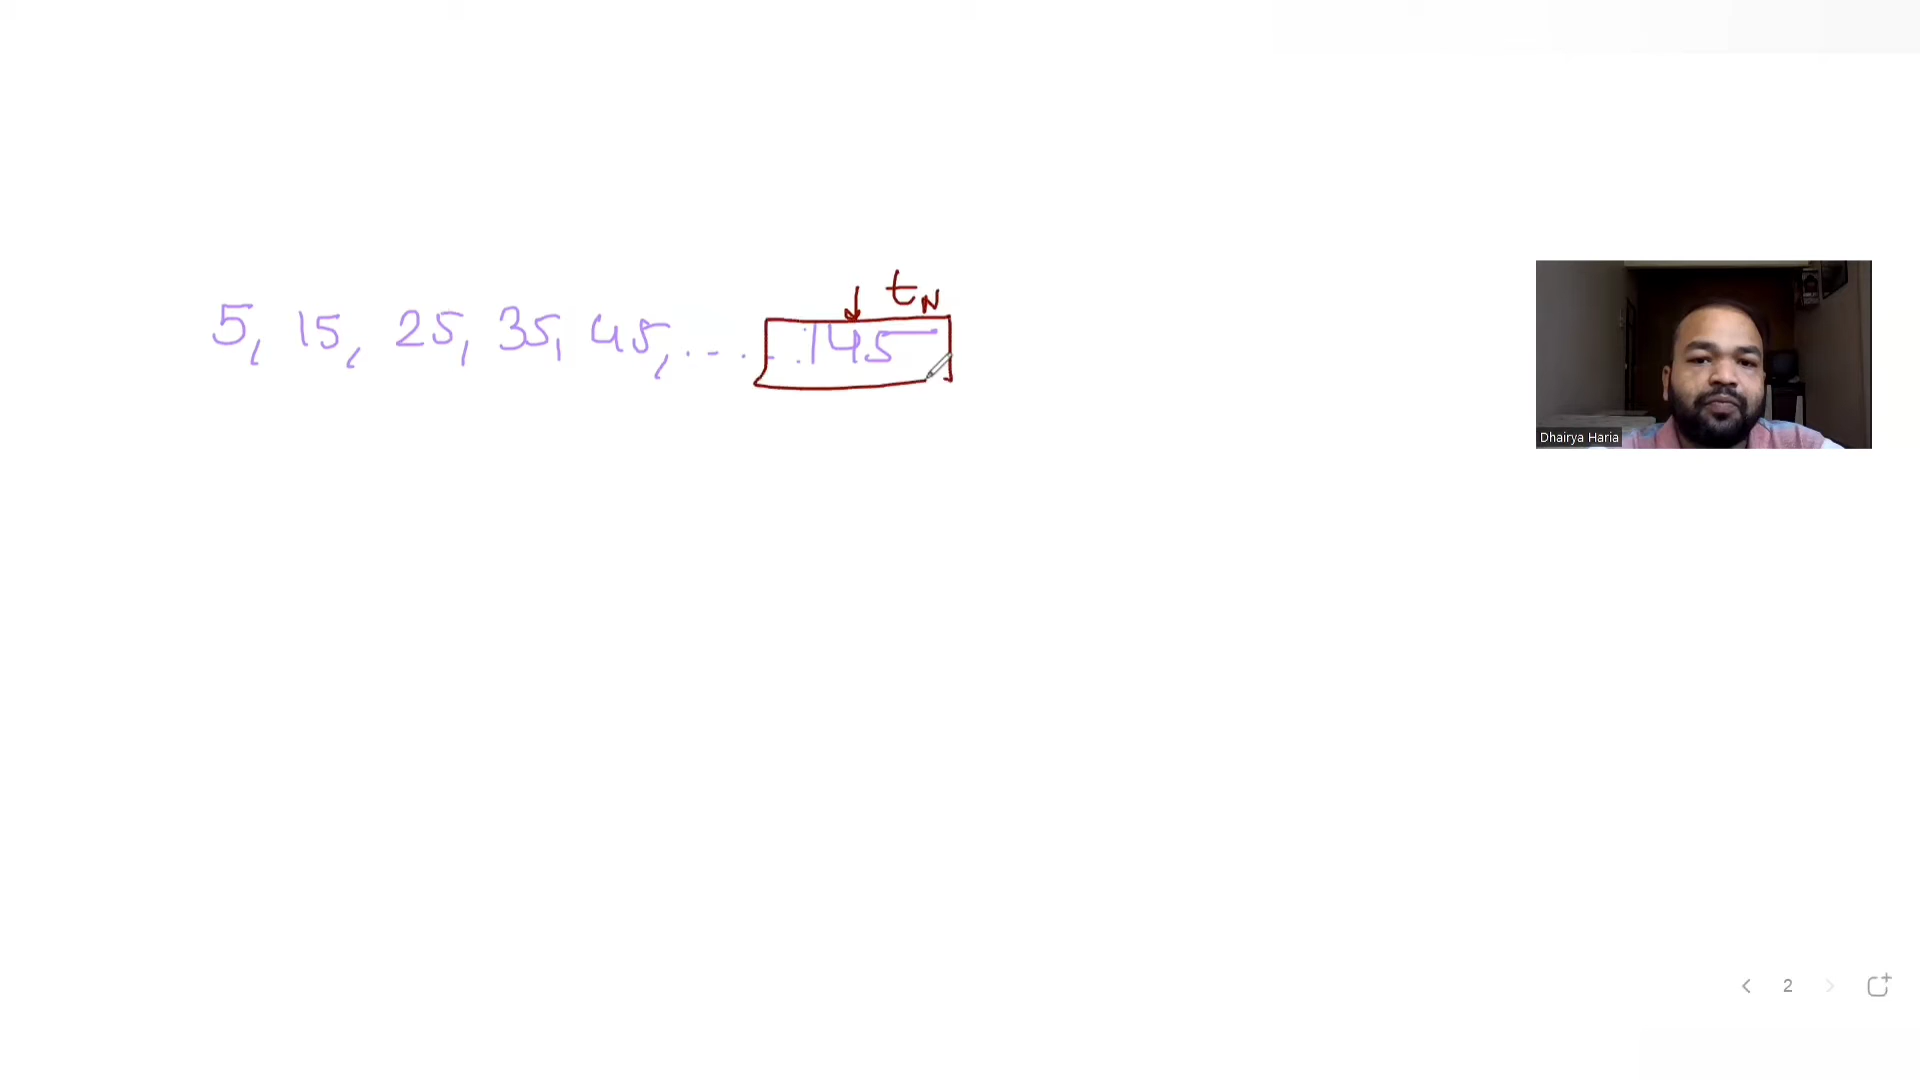 tN
5, 15, 25, 35, 45, ...... 145
Dhairya Haria
2